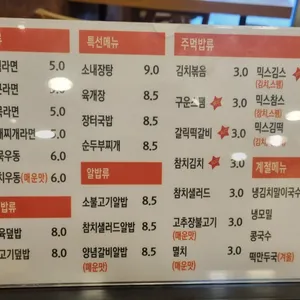 특선메뉴
소내장탕 9.0
육개장 8.5
장터국밥 8.5
순두부찌개 8.5
알밥류
소불고기알밥 8.5
참치샐러드알밥 8.5
양념갈비알밥 8.5
(매운맛)
주먹밥류
김치볶음 3.0
구운스팸 3.0
갈릭떡갈비 3.0
참치김치 3.0
참치샐러드 3.0
고추장불고기 3.0
(매운맛)
멸치 3.0
(매운맛)
믹스김스
(김치,스팸)
믹스참스
(참치,스팸)
믹스김떡
계절메뉴
냉김치말이국수
냉모밀
콩국수
떡만두국(겨울)
라면 5.0
라면 5.0
라면 5.0
찌개라면 5.0
우동 6.0
우동 6.0
(매운맛)
밥류
덮밥 8.0
고기덮밥 8.0